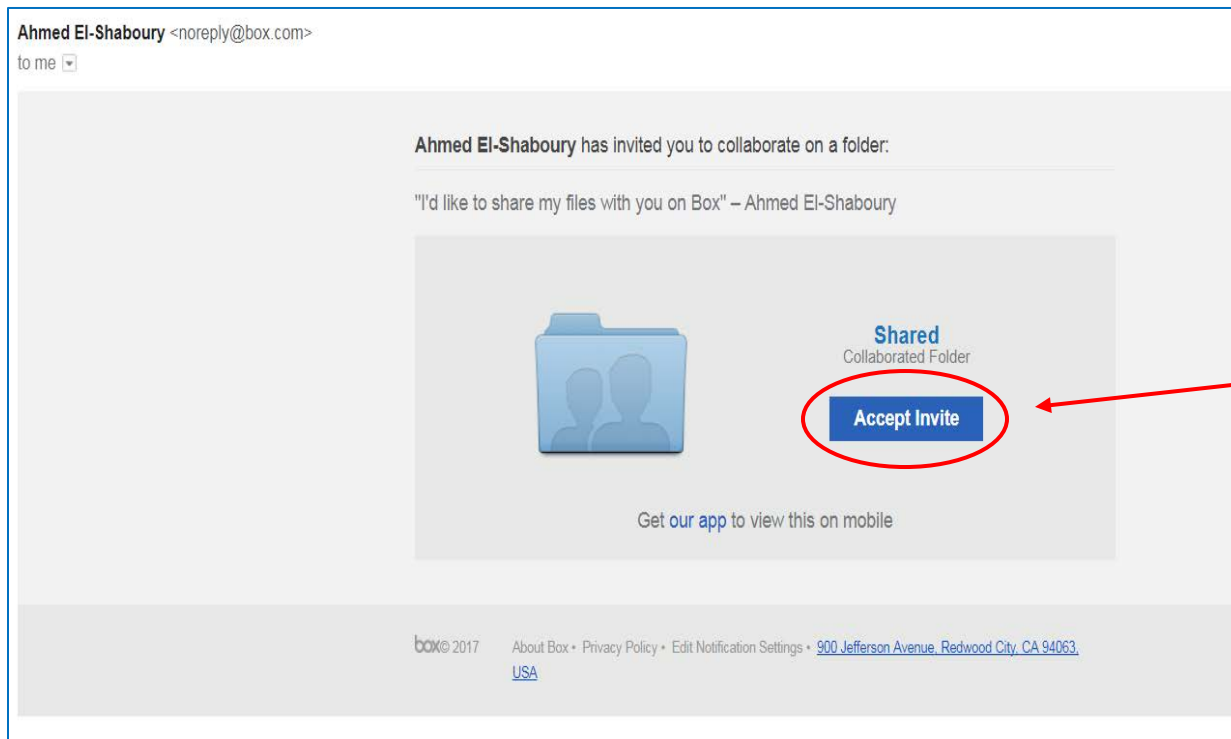 Ahmed El-Shaboury <noreply@box.com>
to me
Ahmed El-Shaboury has invited you to collaborate on a folder:
"I'd like to share my files with you on Box" – Ahmed El-Shaboury
Shared
Collaborated Folder
Accept Invite
Get our app to view this on mobile
box© 2017 About Box • Privacy Policy • Edit Notification Settings • 900 Jefferson Avenue, Redwood City, CA 94063,
USA